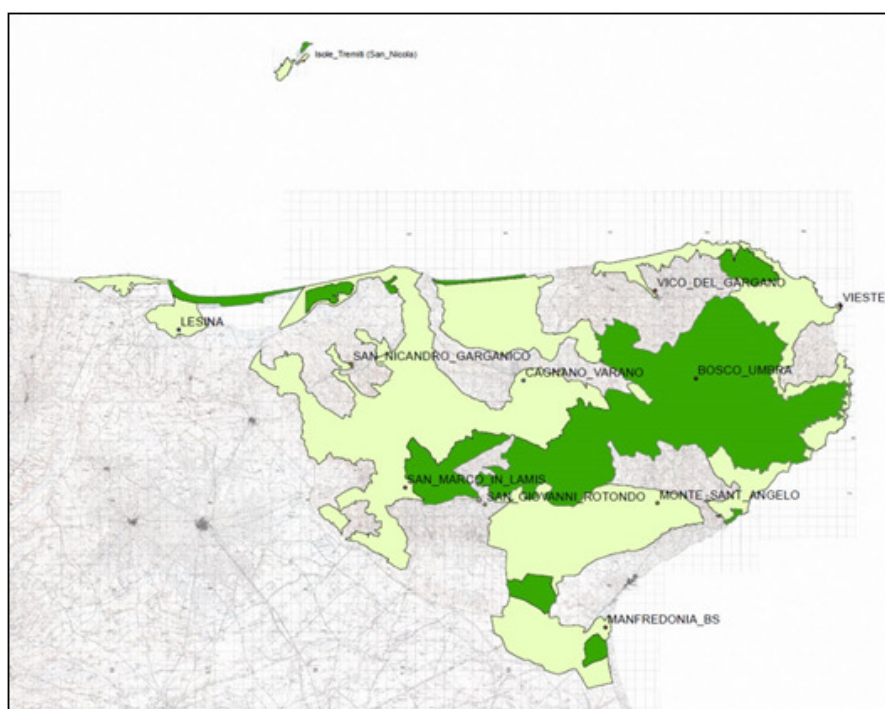 Isole_Tremiti (San_Nicola)
VICO_DEL_GARGANO
VIESTE
LESINA
SAN_NICANDRO_GARGANICO
CAGNANO_VARANO
BOSCO_UMBRA
SAN_MARCO_IN_LAMIS
SAN_GIOVANNI_ROTONDO
MONTE_SANT_ANGELO
MANFREDONIA_BS